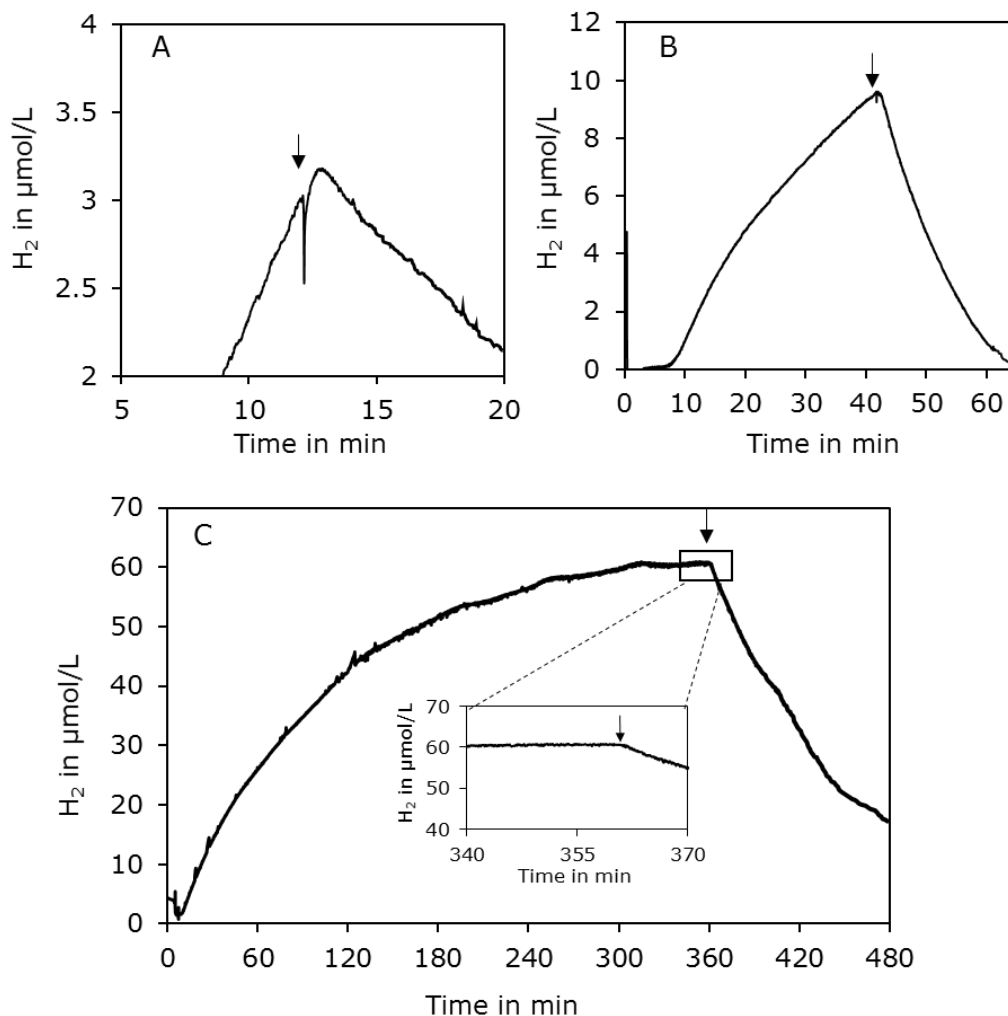 A
H₂ in µmol/L
4
3.5
3
2.5
2
5 10 15 20
Time in min
B
H₂ in µmol/L
12
10
8
6
4
2
0
0 10 20 30 40 50 60
Time in min
C
H₂ in µmol/L
70
60
50
40
30
20
10
0
0 60 120 180 240 300 360 420 480
Time in min
H₂ in µmol/L
70
60
50
40
340 355 370
Time in min